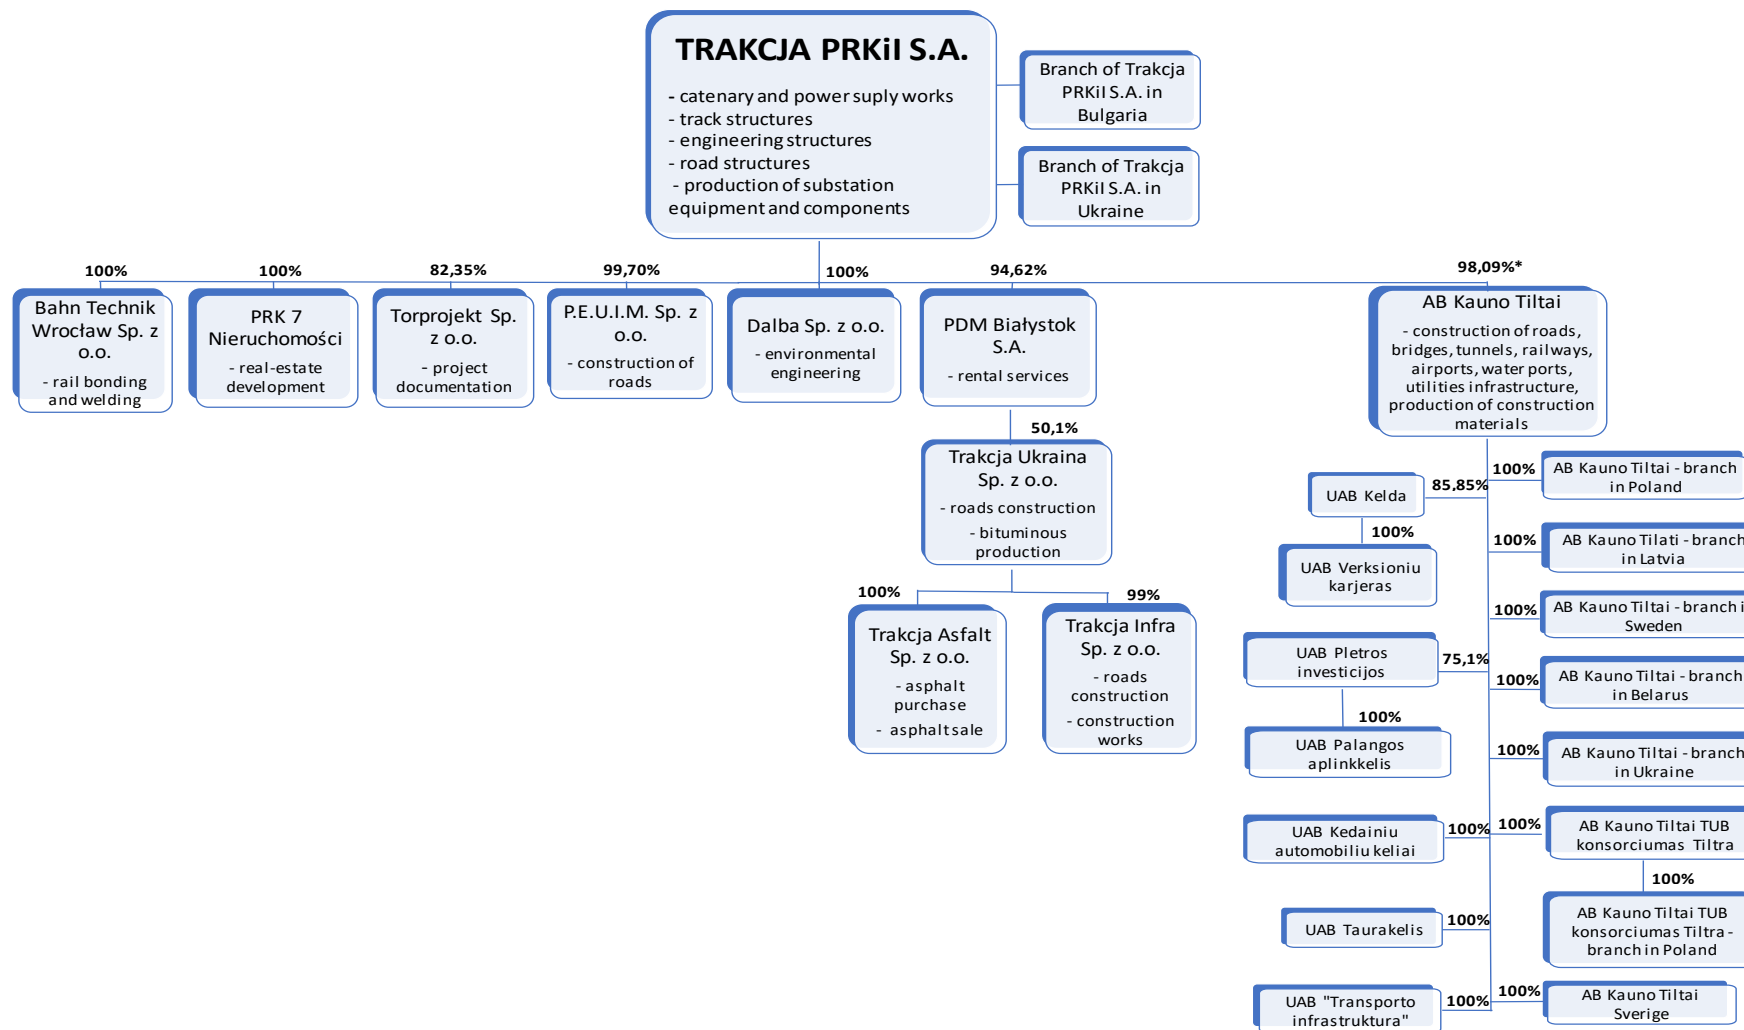 TRAKCJA PRKiI S.A.
- catenary and power suply works
- track structures
- engineering structures
- road structures
- production of substation
equipment and components
Branch of Trakcja
PRKiI S.A. in
Bulgaria
Branch of Trakcja
PRKiI S.A. in
Ukraine
100%
Bahn Technik
Wrocław Sp. z
o.o.
- rail bonding
and welding
100%
PRK 7
Nieruchomości
- real-estate
development
82,35%
Torprojekt Sp.
z o.o.
- project
documentation
99,70%
P.E.U.I.M. Sp. z
o.o.
- construction of
roads
100%
Dalba Sp. z o.o.
- environmental
engineering
94,62%
PDM Białystok
S.A.
- rental services
98,09%*
AB Kauno Tiltai
- construction of roads,
bridges, tunnels, railways,
airports, water ports,
utilities infrastructure,
production of construction
materials
50,1%
Trakcja Ukraina
Sp. z o.o.
- roads construction
- bituminous
production
100%
Trakcja Asfalt
Sp. z o.o.
- asphalt
purchase
- asphalt sale
99%
Trakcja Infra
Sp. z o.o.
- roads
construction
- construction
works
85,85%
UAB Kelda
100%
UAB Verksioniu
karjeras
75,1%
UAB Pletros
investicijos
100%
UAB Palangos
aplinkkelis
100%
UAB Kedainiu
automobiliu keliai
100%
UAB Taurakelis
100%
UAB "Transporto
infrastruktura"
100%
AB Kauno Tiltai - branch
in Poland
100%
AB Kauno Tilati - branch
in Latvia
100%
AB Kauno Tiltai - branch i
Sweden
100%
AB Kauno Tiltai - branch
in Belarus
100%
AB Kauno Tiltai - branch
in Ukraine
100%
AB Kauno Tiltai TUB
konsorciumas Tiltra
100%
AB Kauno Tiltai TUB
konsorciumas Tiltra -
branch in Poland
100%
AB Kauno Tiltai
Sverige